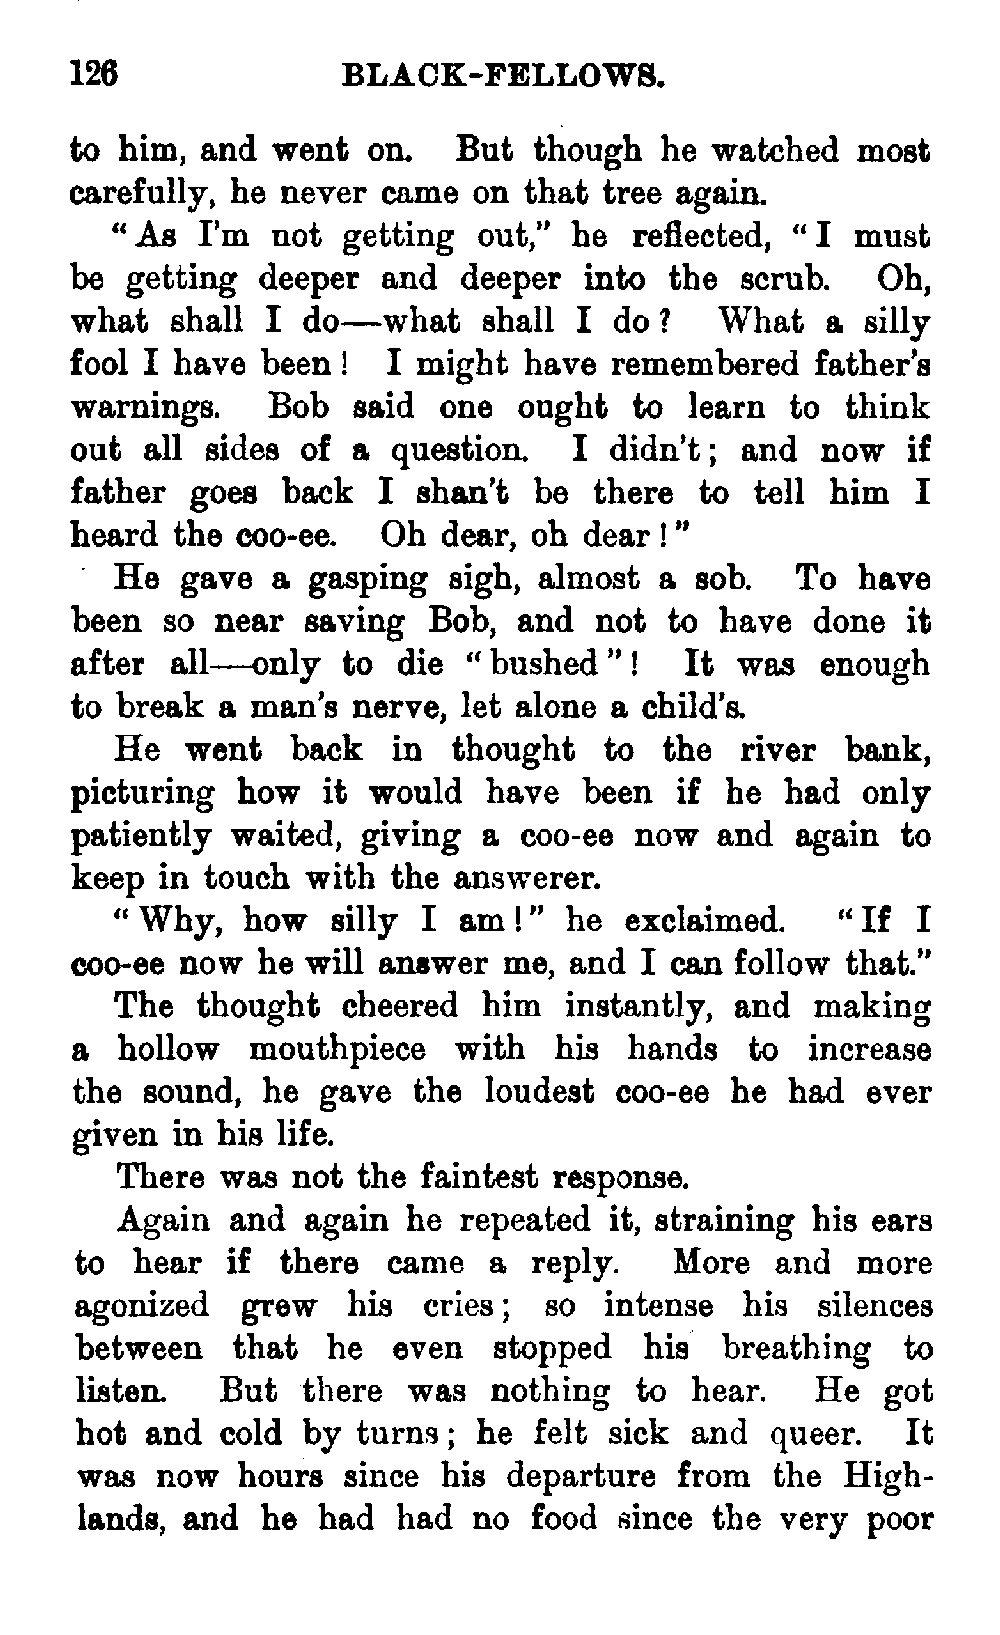 126 BLACK-FELLOWS.
to him, and went on. But though he watched most
carefully, he never came on that tree again.
“As I'm not getting out,” he reflected, “I must
be getting deeper and deeper into the scrub. Oh,
what shall I do—what shall I do? What a silly
fool I have been! I might have remembered father's
warnings. Bob said one ought to learn to think
out all sides of a question. I didn't; and now if
father goes back I shan't be there to tell him I
heard the coo-ee. Oh dear, oh dear!”
He gave a gasping sigh, almost a sob. To have
been so near saving Bob, and not to have done it
after all—only to die “bushed”! It was enough
to break a man's nerve, let alone a child's.
He went back in thought to the river bank,
picturing how it would have been if he had only
patiently waited, giving a coo-ee now and again to
keep in touch with the answerer.
“Why, how silly I am!” he exclaimed. “If I
coo-ee now he will answer me, and I can follow that.”
The thought cheered him instantly, and making
a hollow mouthpiece with his hands to increase
the sound, he gave the loudest coo-ee he had ever
given in his life.
There was not the faintest response.
Again and again he repeated it, straining his ears
to hear if there came a reply. More and more
agonized grew his cries; so intense his silences
between that he even stopped his breathing to
listen. But there was nothing to hear. He got
hot and cold by turns; he felt sick and queer. It
was now hours since his departure from the High-
lands, and he had had no food since the very poor